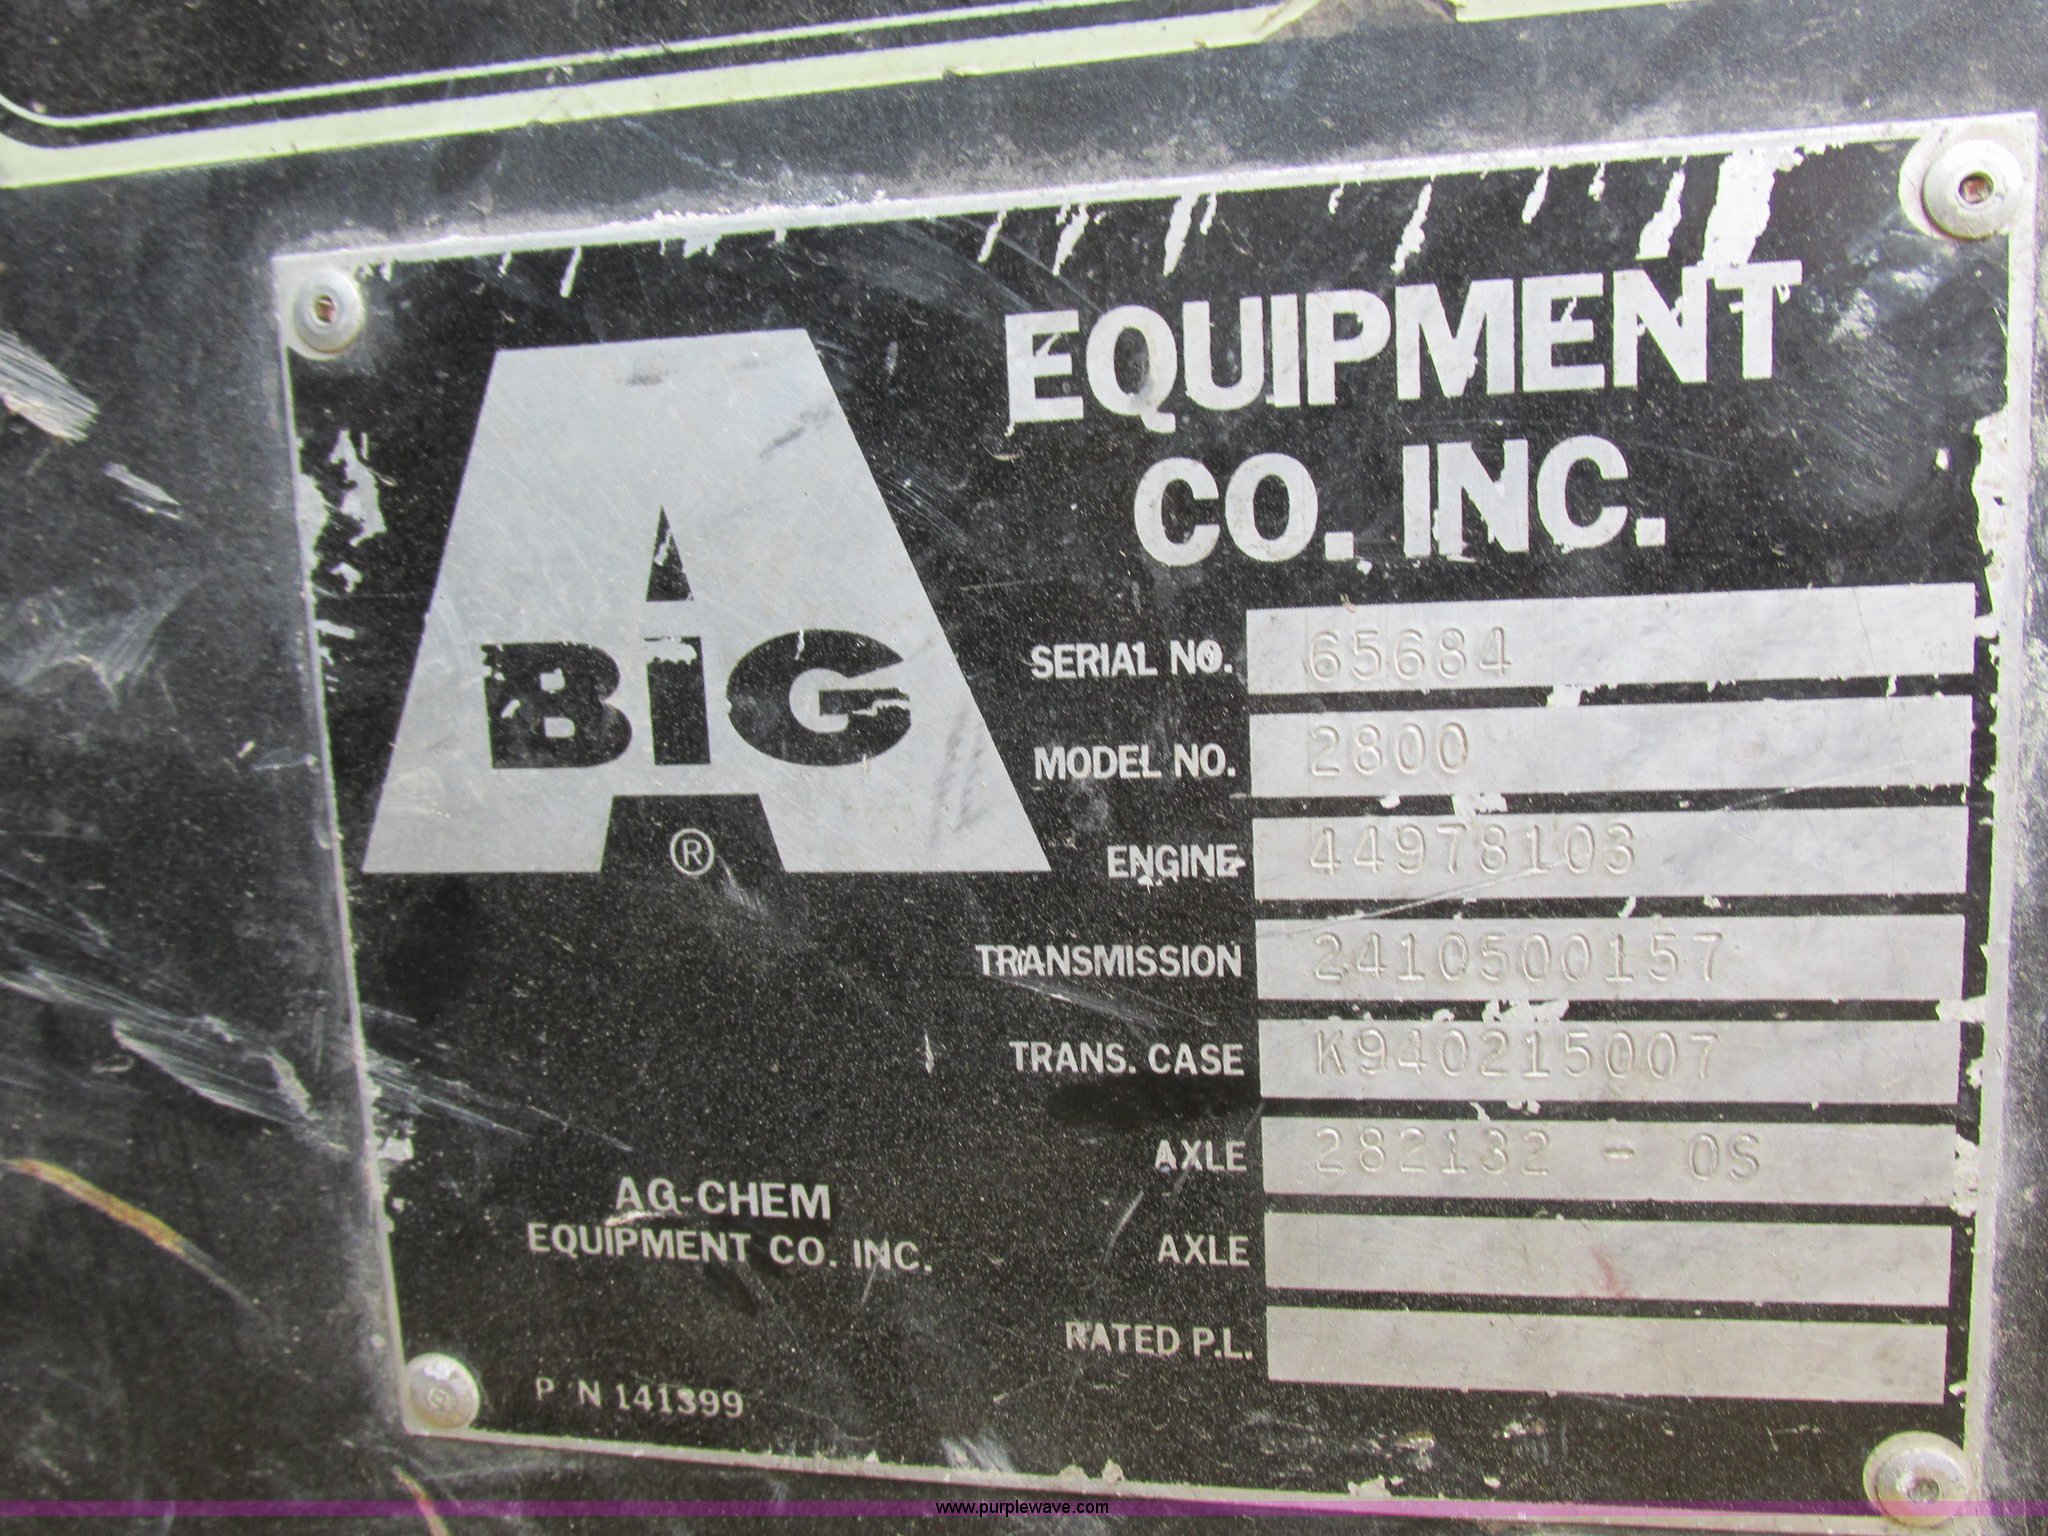 BIG A
®
EQUIPMENT
CO. INC.
SERIAL NO. 65684
MODEL NO. 2800
ENGINE 44978103
TRANSMISSION 2410500157
TRANS. CASE K940215007
AXLE 282132 - OS
AXLE
RATED P.L.
AG-CHEM
EQUIPMENT CO. INC.
P N 141399
www.purplewave.com